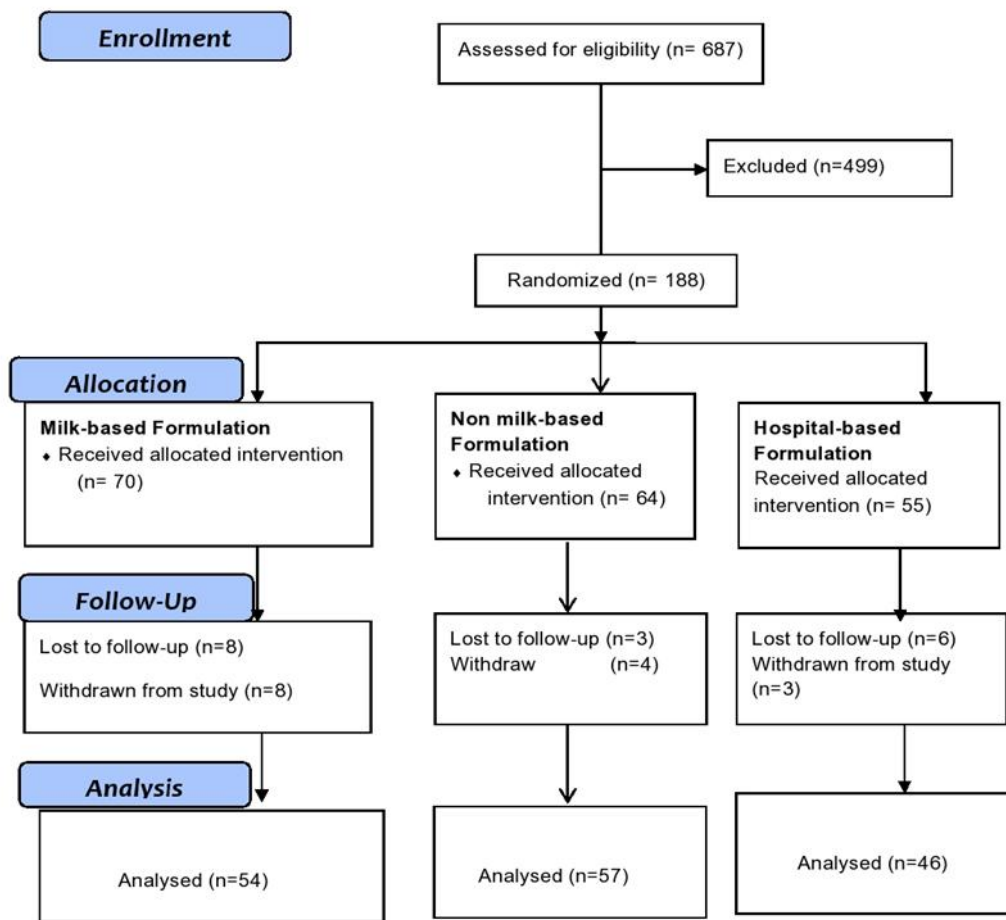 Enrollment
Assessed for eligibility (n= 687)
Excluded (n=499)
Randomized (n= 188)
Allocation
Milk-based Formulation
⬧ Received allocated intervention
(n= 70)
Non milk-based
Formulation
⬧ Received allocated
intervention (n= 64)
Hospital-based
Formulation
Received allocated
intervention (n= 55)
Follow-Up
Lost to follow-up (n=8)
Withdrawn from study (n=8)
Lost to follow-up (n=3)
Withdraw (n=4)
Lost to follow-up (n=6)
Withdrawn from study
(n=3)
Analysis
Analysed (n=54)
Analysed (n=57)
Analysed (n=46)